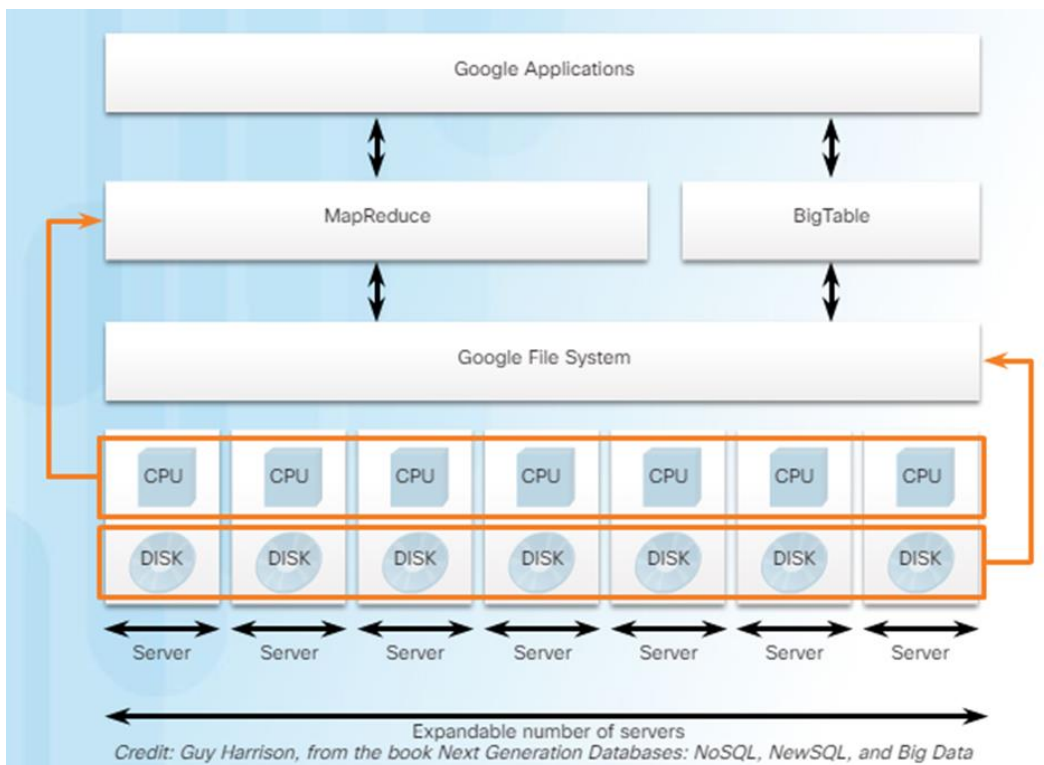 Google Applications
MapReduce BigTable
Google File System
CPU CPU CPU CPU CPU CPU CPU
DISK DISK DISK DISK DISK DISK DISK
Server Server Server Server Server Server Server
Expandable number of servers
Credit: Guy Harrison, from the book Next Generation Databases: NoSQL, NewSQL, and Big Data